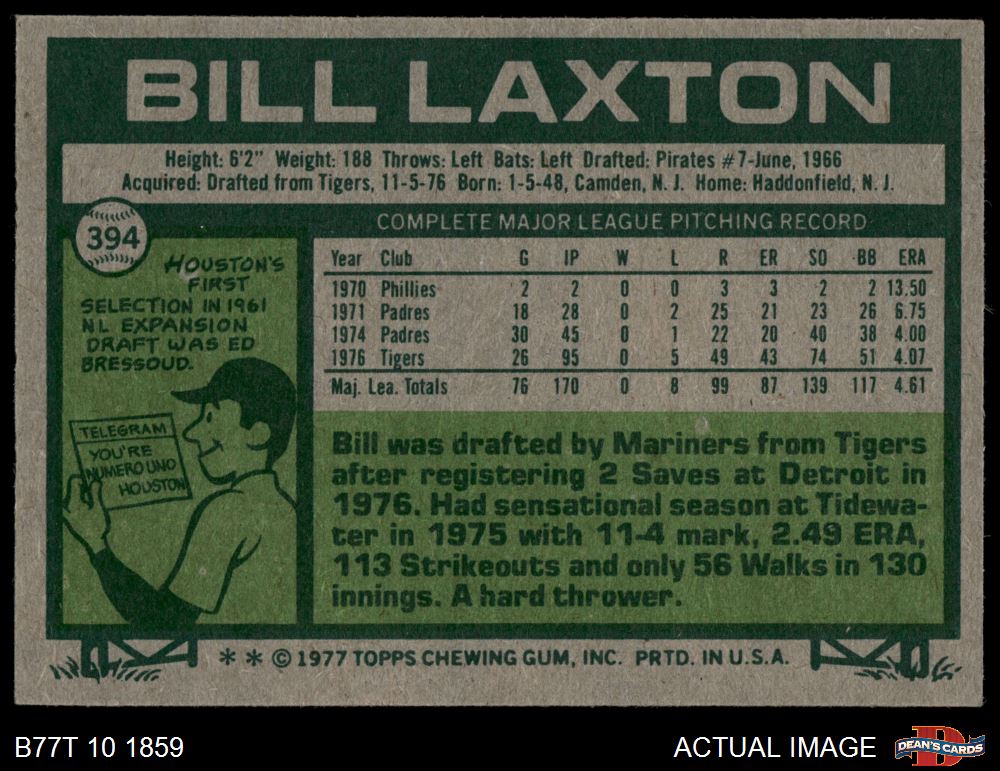 BILL LAXTON
Height: 6'2" Weight: 188 Throws: Left Bats: Left Drafted: Pirates #7-June, 1966
Acquired: Drafted from Tigers, 11-5-76 Born: 1-5-48, Camden, N. J. Home: Haddonfield, N. J.
394
HOUSTON'S
FIRST
SELECTION IN 1961
NL EXPANSION
DRAFT WAS ED
BRESSOUD.
TELEGRAM
YOU'RE
NUMERO UNO
HOUSTON
COMPLETE MAJOR LEAGUE PITCHING RECORD
Year Club G IP W L R ER SO BB ERA
1970 Phillies 2 2 0 0 3 3 2 2 13.50
1971 Padres 18 28 0 2 25 21 23 26 6.75
1974 Padres 30 45 0 1 22 20 40 38 4.00
1976 Tigers 26 95 0 5 49 43 74 51 4.07
Maj. Lea. Totals 76 170 0 8 99 87 139 117 4.61
Bill was drafted by Mariners from Tigers
after registering 2 Saves at Detroit in
1976. Had sensational season at Tidewa-
ter in 1975 with 11-4 mark, 2.49 ERA,
113 Strikeouts and only 56 Walks in 130
innings. A hard thrower.
* * © 1977 TOPPS CHEWING GUM, INC. PRTD. IN U.S.A.
B77T 10 1859
ACTUAL IMAGE
D
DEAN'S CARDS